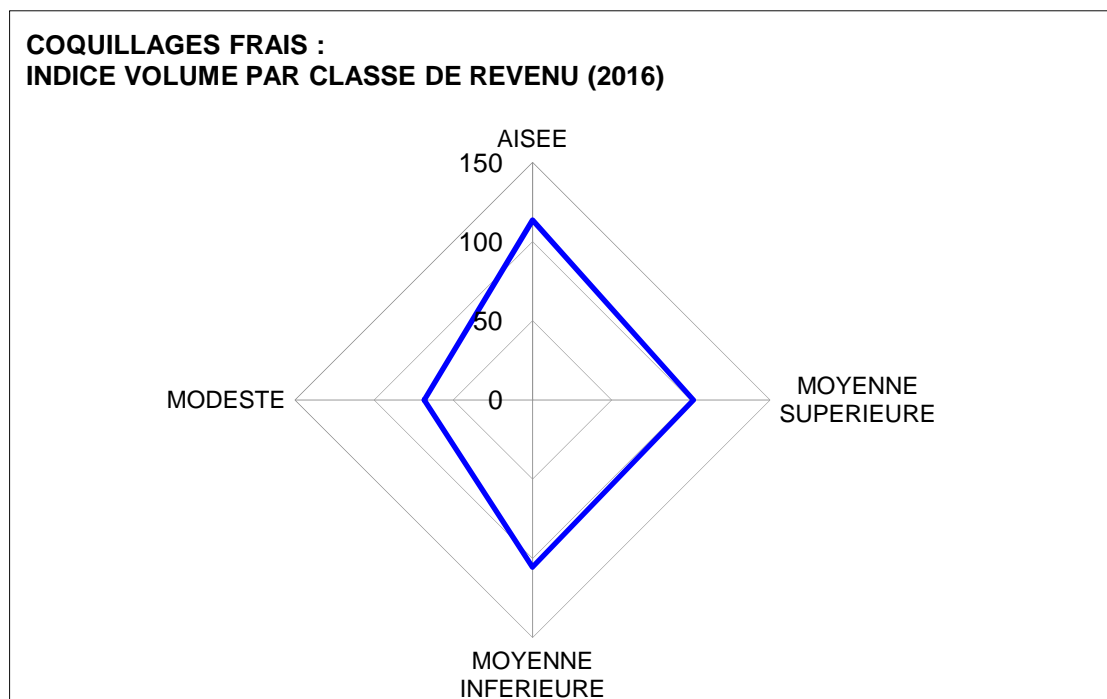 COQUILLAGES FRAIS :
INDICE VOLUME PAR CLASSE DE REVENU (2016)
AISEE
150
100
50
0
MODESTE
MOYENNE
SUPERIEURE
MOYENNE
INFERIEURE